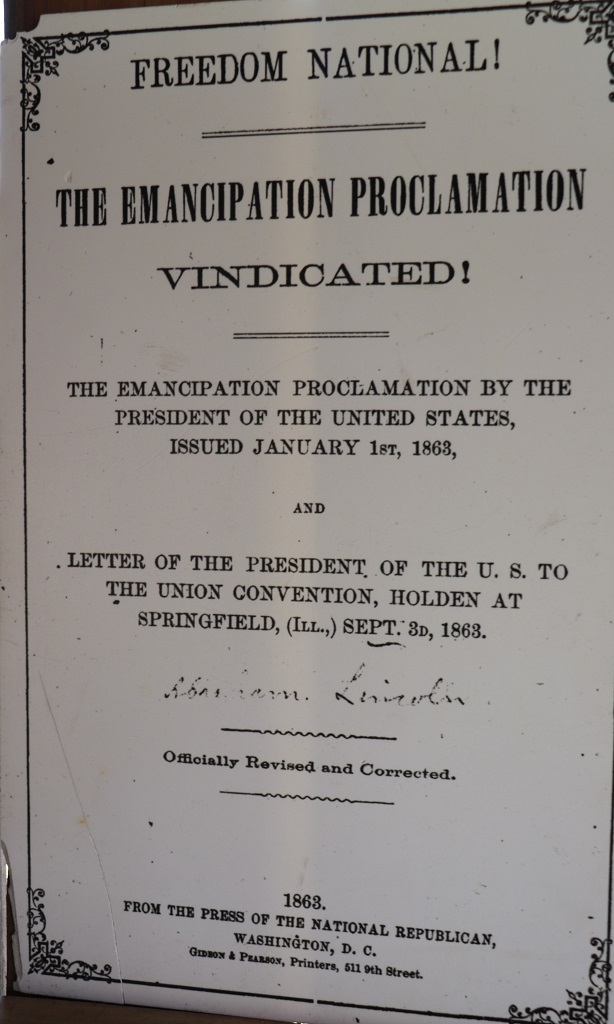 FREEDOM NATIONAL!
THE EMANCIPATION PROCLAMATION
VINDICATED!
THE EMANCIPATION PROCLAMATION BY THE
PRESIDENT OF THE UNITED STATES,
ISSUED JANUARY 1ST, 1863,
AND
LETTER OF THE PRESIDENT OF THE U. S. TO
THE UNION CONVENTION, HOLDEN AT
SPRINGFIELD, (ILL.,) SEPT. 3D, 1863.
Abraham Lincoln
Officially Revised and Corrected.
1863.
FROM THE PRESS OF THE NATIONAL REPUBLICAN,
WASHINGTON, D. C.
GIDEON & PEARSON, Printers, 511 9th Street.